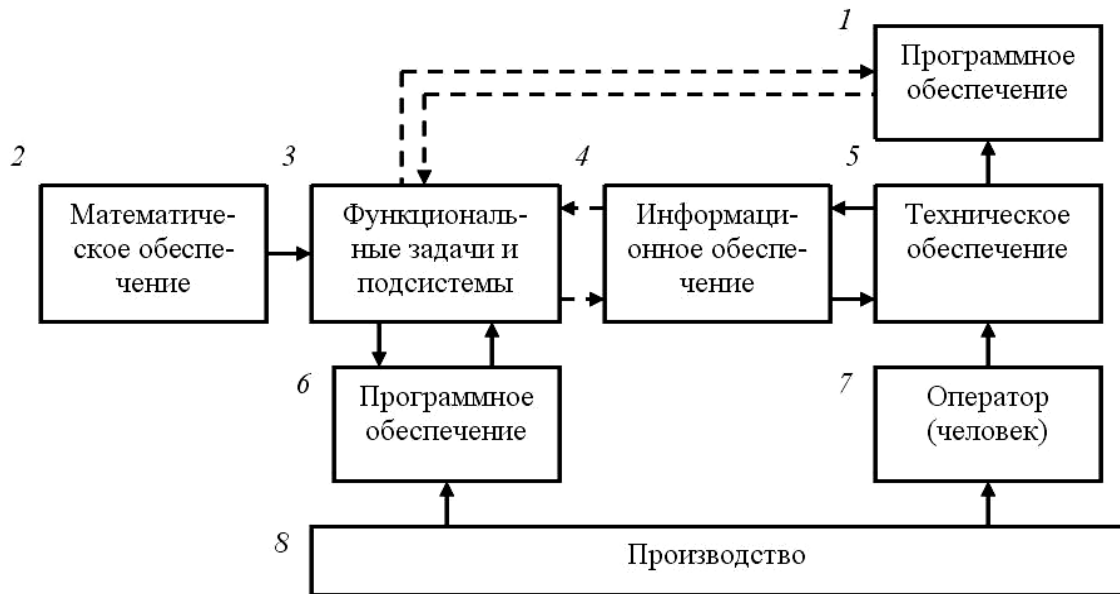 1
Программное
обеспечение
2
Математиче-
ское обеспе-
чение
3
Функциональ-
ные задачи и
подсистемы
4
Информаци-
онное обеспе-
чение
5
Техническое
обеспечение
6
Программное
обеспечение
7
Оператор
(человек)
8
Производство